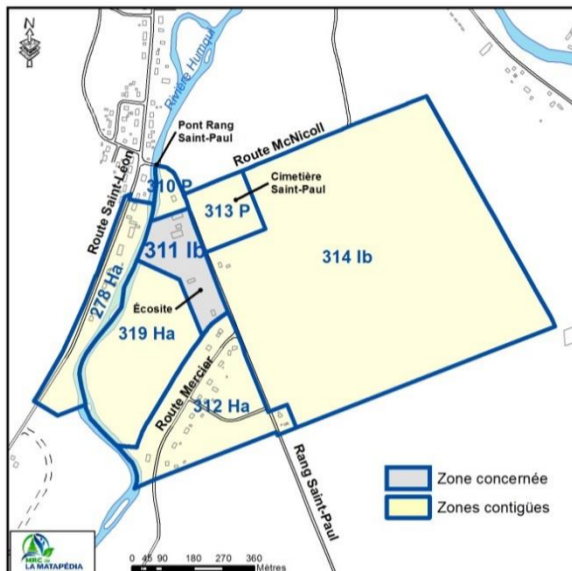 N
Rivière Humqui
Pont Rang
Saint-Paul
Route McNicoll
310 P
Cimetière
Saint-Paul
313 P
Route Saint-Léon
311 Ib
314 Ib
278 Ha
Écosite
319 Ha
Route Mercier
312 Ha
Rang Saint-Paul
Zone concernée
Zones contigües
MRC de
LA MATAPÉDIA
0 45 90 180 270 360
Mètres